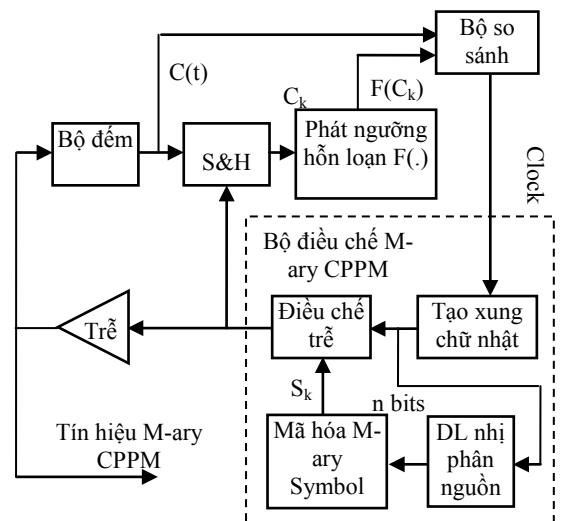 Bộ so
sánh
C(t)
F(Cₖ)
Cₖ
Bộ đếm
S&H
Phát ngưỡng
hỗn loạn F(.)
Clock
Bộ điều chế M-
ary CPPM
Trễ
Điều chế
trễ
Tạo xung
chữ nhật
Sₖ
n bits
Tín hiệu M-ary
CPPM
Mã hóa M-
ary
Symbol
DL nhị
phân
nguồn